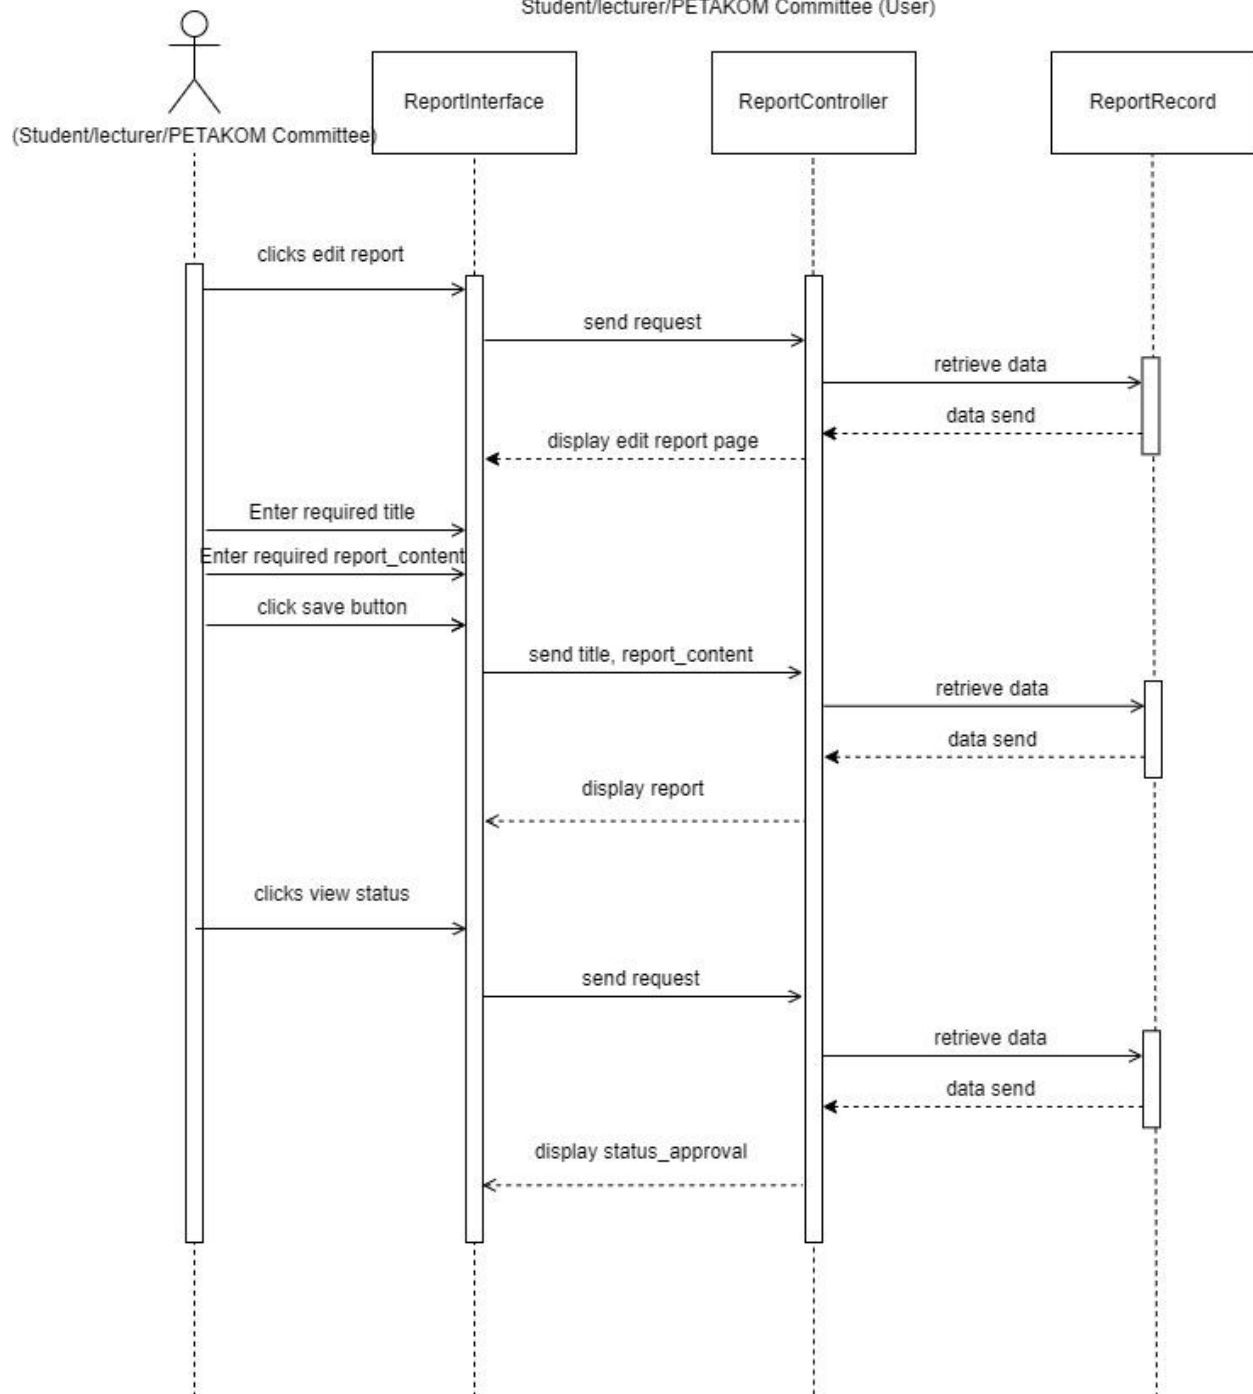 Student/lecturer/PETAKOM Committee (User)
ReportInterface
ReportController
ReportRecord
(Student/lecturer/PETAKOM Committee)
clicks edit report
send request
retrieve data
data send
display edit report page
Enter required title
Enter required report_content
click save button
send title, report_content
retrieve data
data send
display report
clicks view status
send request
retrieve data
data send
display status_approval